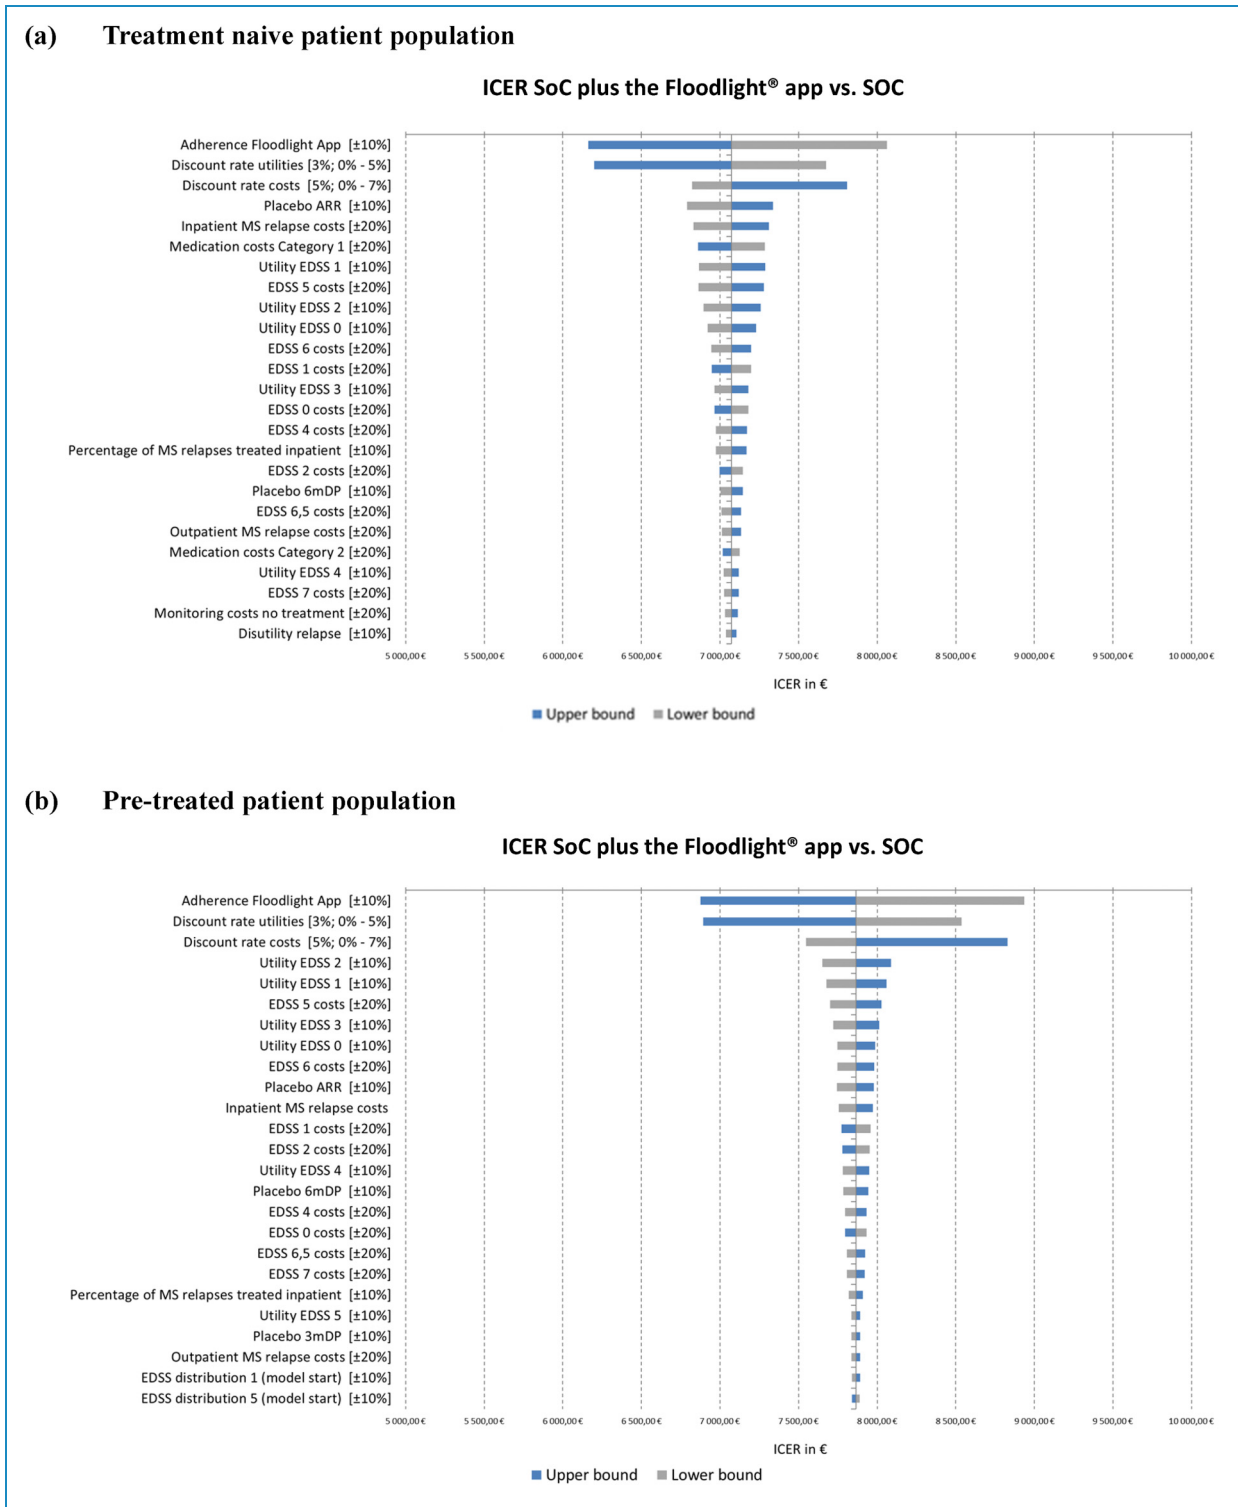 (a) Treatment naive patient population
ICER SoC plus the Floodlight® app vs. SOC
Adherence Floodlight App [±10%]
Discount rate utilities [3%; 0% - 5%]
Discount rate costs [5%; 0% - 7%]
Placebo ARR [±10%]
Inpatient MS relapse costs [±20%]
Medication costs Category 1 [±20%]
Utility EDSS 1 [±10%]
EDSS 5 costs [±20%]
Utility EDSS 2 [±10%]
Utility EDSS 0 [±10%]
EDSS 6 costs [±20%]
EDSS 1 costs [±20%]
Utility EDSS 3 [±10%]
EDSS 0 costs [±20%]
EDSS 4 costs [±20%]
Percentage of MS relapses treated inpatient [±10%]
EDSS 2 costs [±20%]
Placebo 6mDP [±10%]
EDSS 6,5 costs [±20%]
Outpatient MS relapse costs [±20%]
Medication costs Category 2 [±20%]
Utility EDSS 4 [±10%]
EDSS 7 costs [±20%]
Monitoring costs no treatment [±20%]
Disutility relapse [±10%]
5 000,00 € 5 500,00 € 6 000,00 € 6 500,00 € 7 000,00 € 7 500,00 € 8 000,00 € 8 500,00 € 9 000,00 € 9 500,00 € 10 000,00 €
ICER in €
Upper bound Lower bound
(b) Pre-treated patient population
ICER SoC plus the Floodlight® app vs. SOC
Adherence Floodlight App [±10%]
Discount rate utilities [3%; 0% - 5%]
Discount rate costs [5%; 0% - 7%]
Utility EDSS 2 [±10%]
Utility EDSS 1 [±10%]
EDSS 5 costs [±20%]
Utility EDSS 3 [±10%]
Utility EDSS 0 [±10%]
EDSS 6 costs [±20%]
Placebo ARR [±10%]
Inpatient MS relapse costs
EDSS 1 costs [±20%]
EDSS 2 costs [±20%]
Utility EDSS 4 [±10%]
Placebo 6mDP [±10%]
EDSS 4 costs [±20%]
EDSS 0 costs [±20%]
EDSS 6,5 costs [±20%]
EDSS 7 costs [±20%]
Percentage of MS relapses treated inpatient [±10%]
Utility EDSS 5 [±10%]
Placebo 3mDP [±10%]
Outpatient MS relapse costs [±20%]
EDSS distribution 1 (model start) [±10%]
EDSS distribution 5 (model start) [±10%]
5 000,00 € 5 500,00 € 6 000,00 € 6 500,00 € 7 000,00 € 7 500,00 € 8 000,00 € 8 500,00 € 9 000,00 € 9 500,00 € 10 000,00 €
ICER in €
Upper bound Lower bound